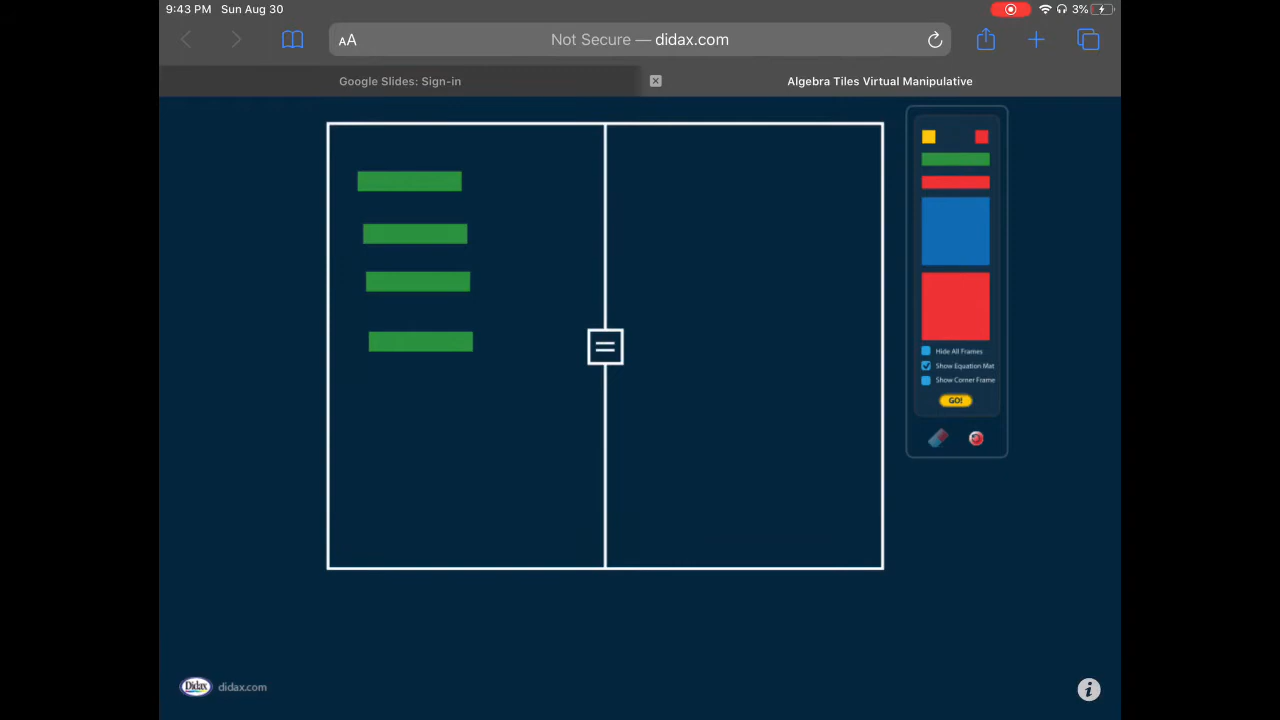 9:43 PM Sun Aug 30
3%
AA
Not Secure — didax.com
Google Slides: Sign-in
Algebra Tiles Virtual Manipulative
=
Hide All Frames
Show Equation Mat
Show Corner Frame
GO!
Didax didax.com
i